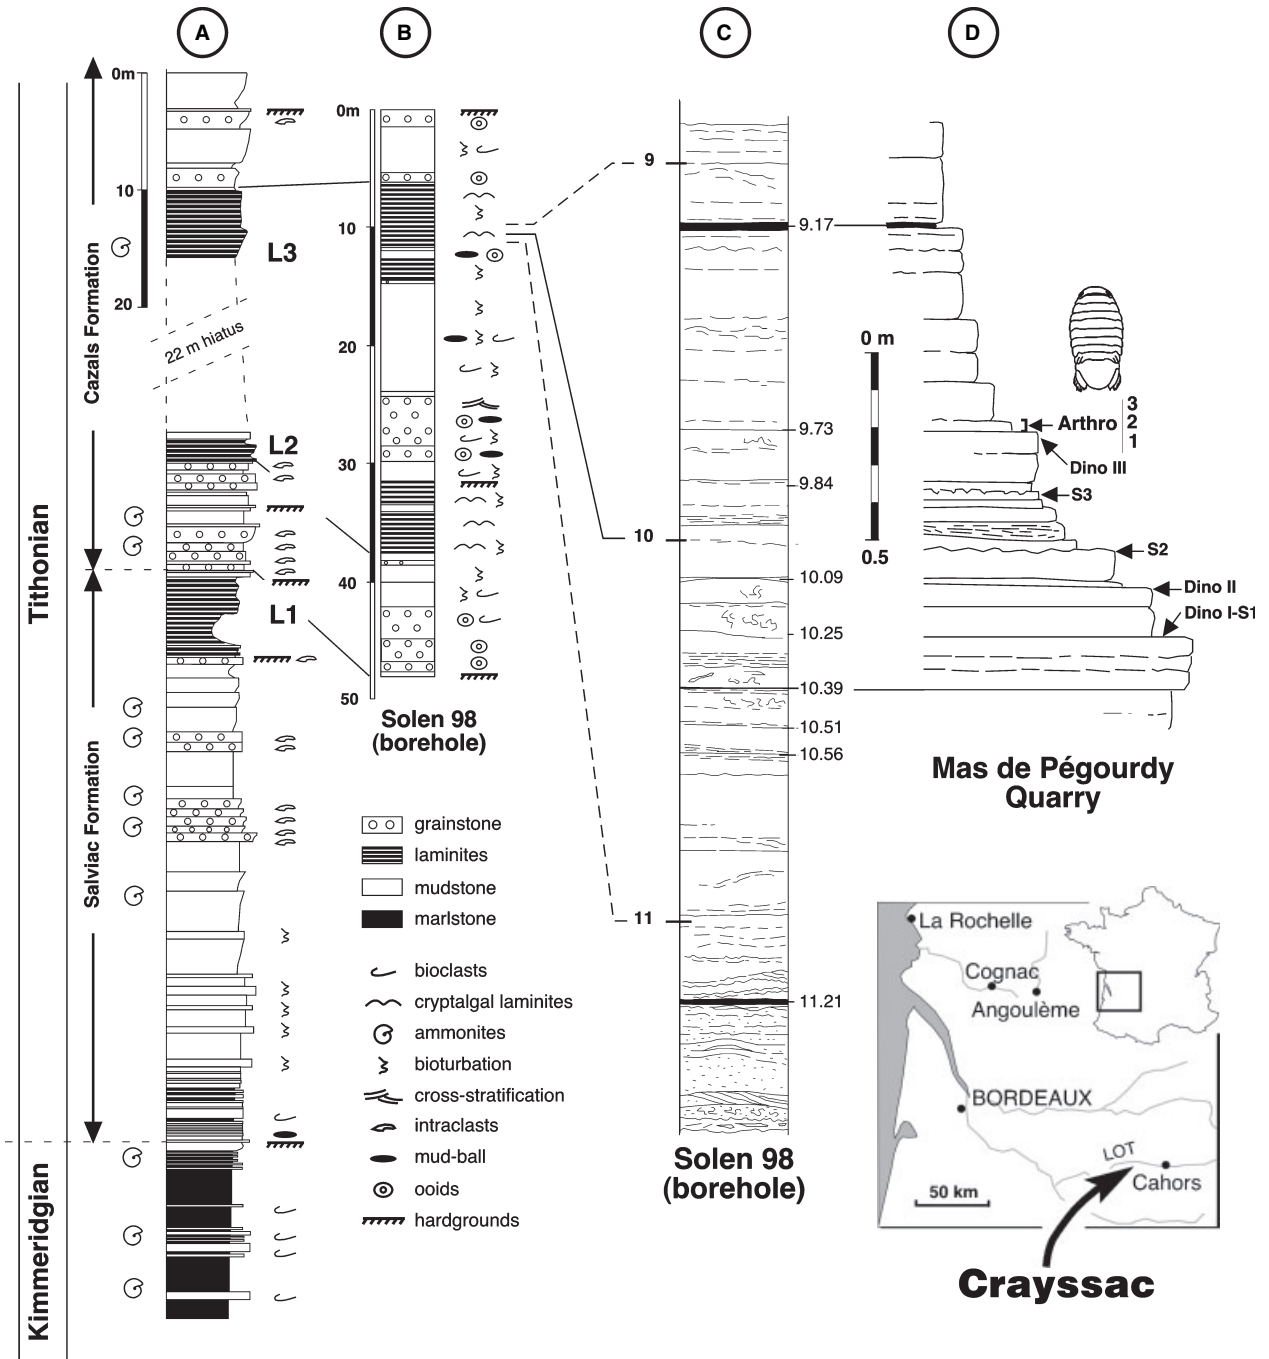 A
B
C
D
Tithonian
Kimmeridgian
Cazals Formation
Salviac Formation
0m
10
20
L3
22 m hiatus
L2
L1
0m
10
20
30
40
50
Solen 98
(borehole)
grainstone
laminites
mudstone
marlstone
bioclasts
cryptalgal laminites
ammonites
bioturbation
cross-stratification
intraclasts
mud-ball
ooids
hardgrounds
9
10
11
9.17
9.73
9.84
10.09
10.25
10.39
10.51
10.56
11.21
Solen 98
(borehole)
0 m
0.5
3
Arthro 2
1
Dino III
S3
S2
Dino II
Dino I-S1
Mas de Pégourdy
Quarry
La Rochelle
Cognac
Angoulême
BORDEAUX
LOT
Cahors
50 km
Crayssac